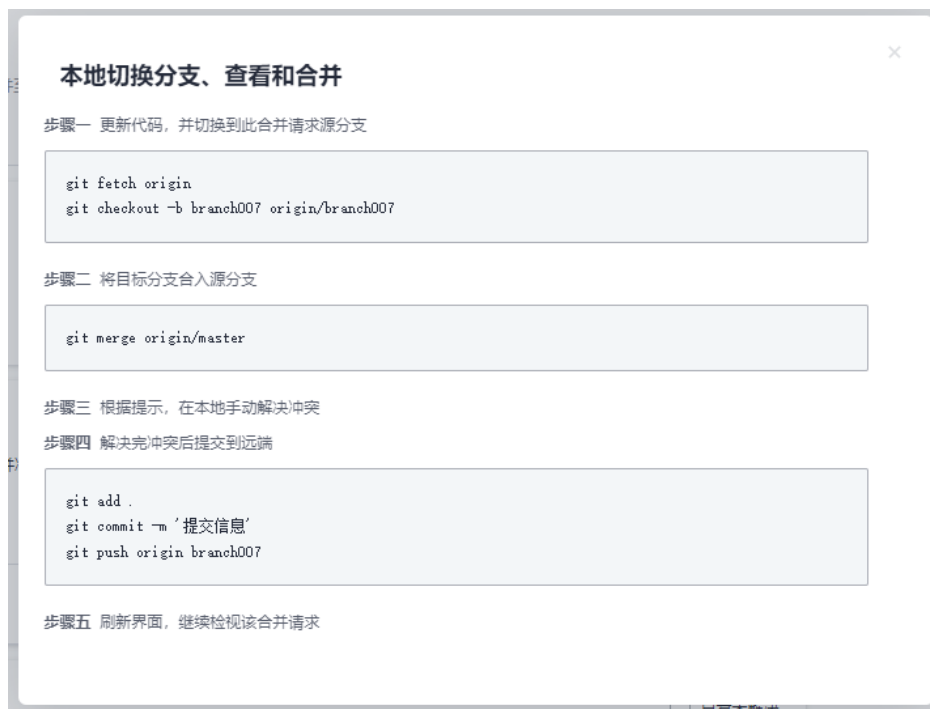 本地切换分支、查看和合并
步骤一 更新代码，并切换到此合并请求源分支
git fetch origin
git checkout -b branch007 origin/branch007
步骤二 将目标分支合入源分支
git merge origin/master
步骤三 根据提示，在本地手动解决冲突
步骤四 解决完冲突后提交到远端
git add .
git commit -m '提交信息'
git push origin branch007
步骤五 刷新界面，继续检视该合并请求